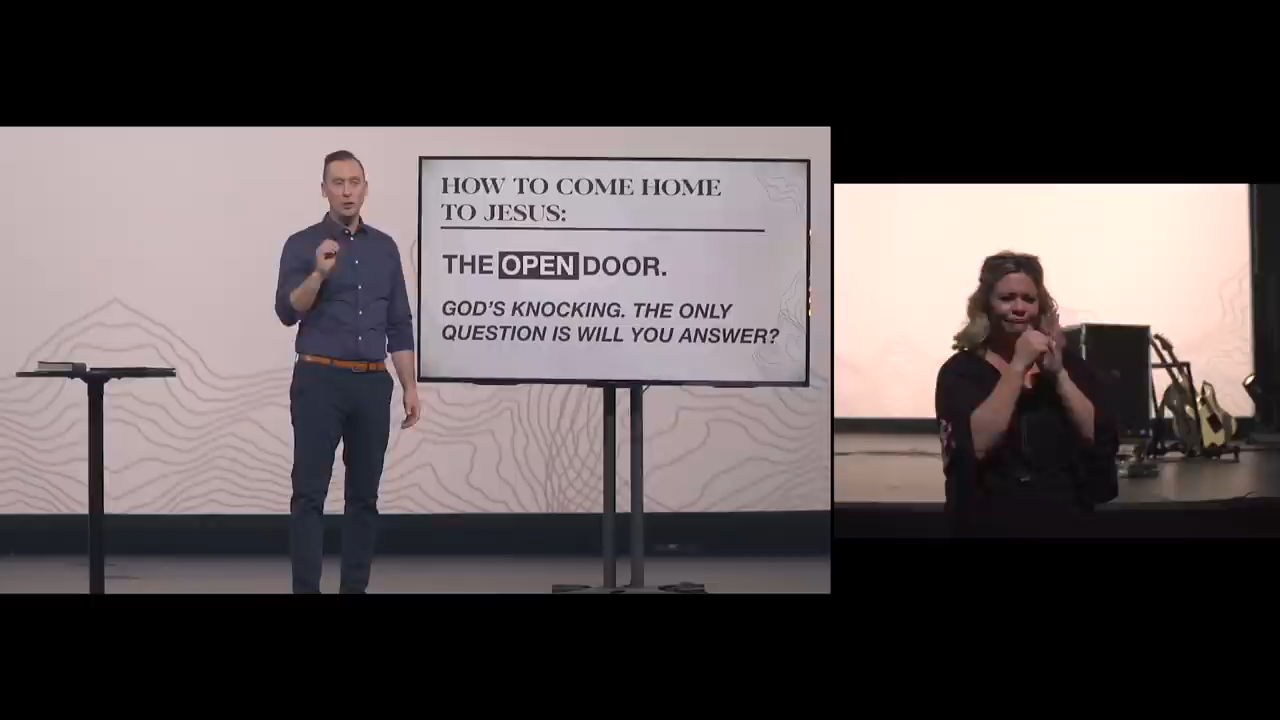 HOW TO COME HOME
TO JESUS:
THE OPEN DOOR.
GOD'S KNOCKING. THE ONLY
QUESTION IS WILL YOU ANSWER?